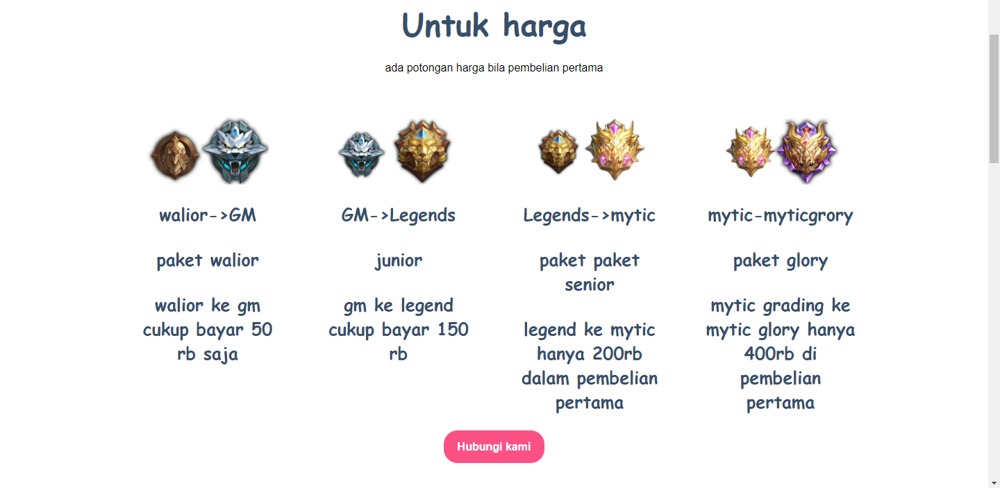 Untuk harga
ada potongan harga bila pembelian pertama
walior->GM
paket walior
walior ke gm
cukup bayar 50
rb saja
GM->Legends
junior
gm ke legend
cukup bayar 150
rb
Legends->mytic
paket paket
senior
legend ke mytic
hanya 200rb
dalam pembelian
pertama
mytic-myticgrory
paket glory
mytic grading ke
mytic glory hanya
400rb di
pembelian
pertama
Hubungi kami